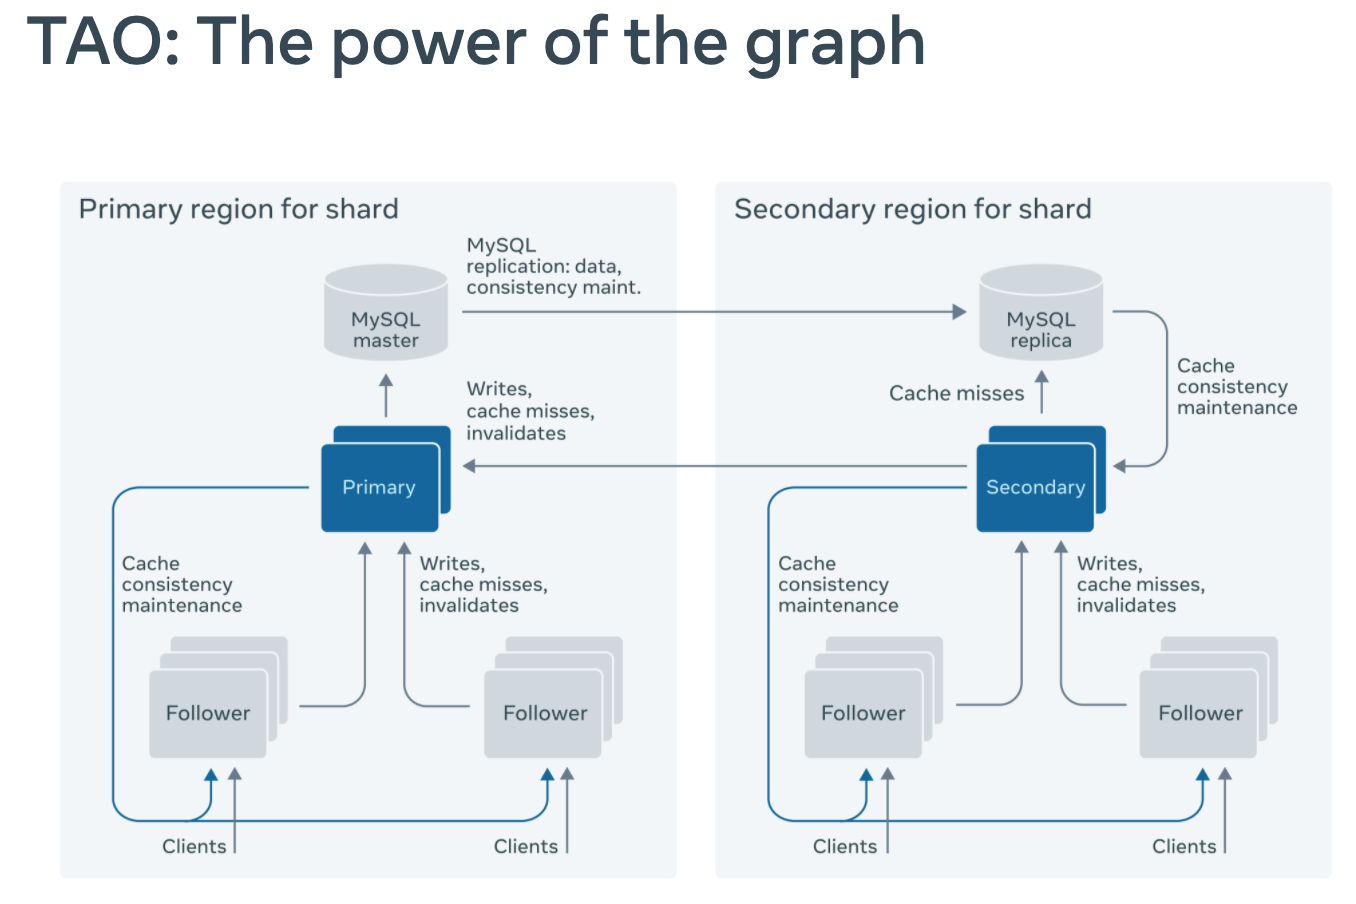 TAO: The power of the graph
Primary region for shard
MySQL
replication: data,
consistency maint.
MySQL
master
Writes,
cache misses,
invalidates
Primary
Cache
consistency
maintenance
Writes,
cache misses,
invalidates
Follower
Follower
Clients
Clients
Secondary region for shard
MySQL
replica
Cache misses
Cache
consistency
maintenance
Secondary
Cache
consistency
maintenance
Writes,
cache misses,
invalidates
Follower
Follower
Clients
Clients